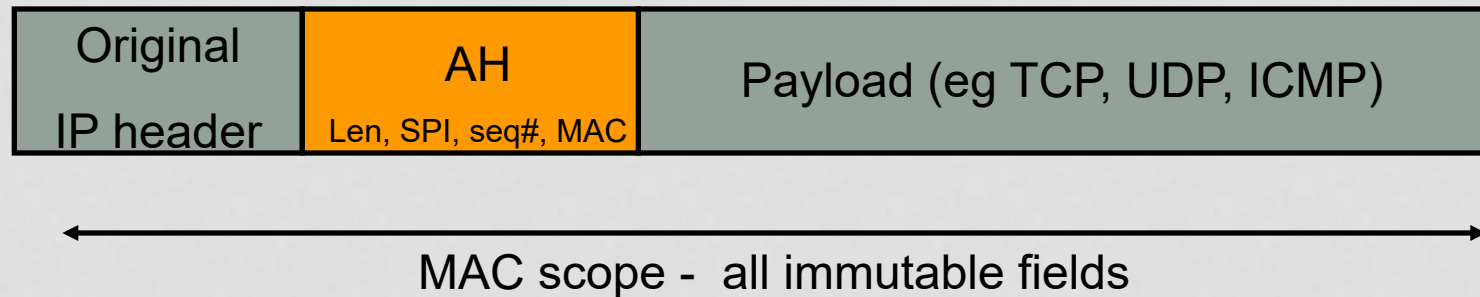 Original
IP header
AH
Len, SPI, seq#, MAC
Payload (eg TCP, UDP, ICMP)
MAC scope - all immutable fields